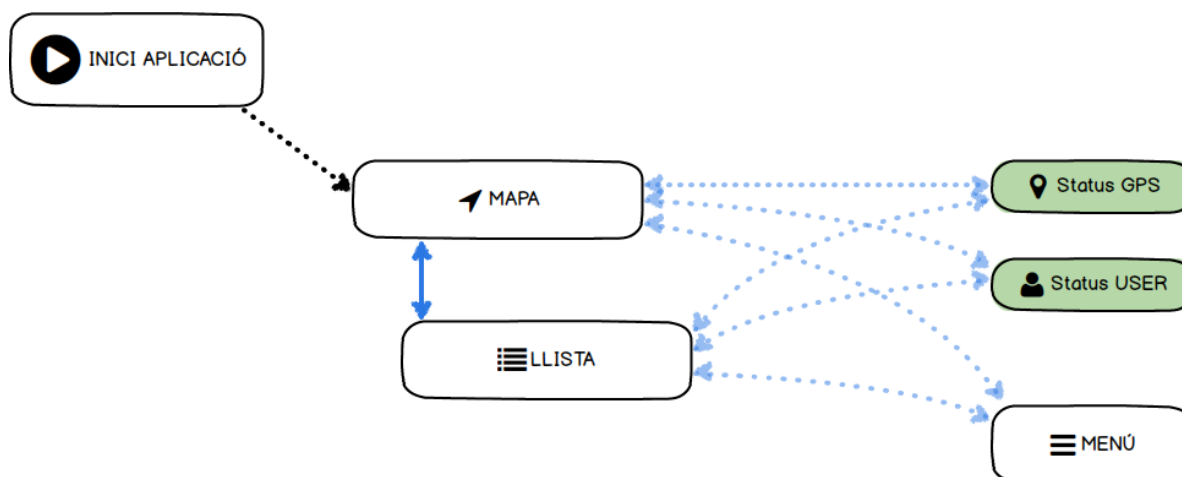 INICI APLICACIÓ
MAPA
Status GPS
Status USER
LLISTA
MENÚ